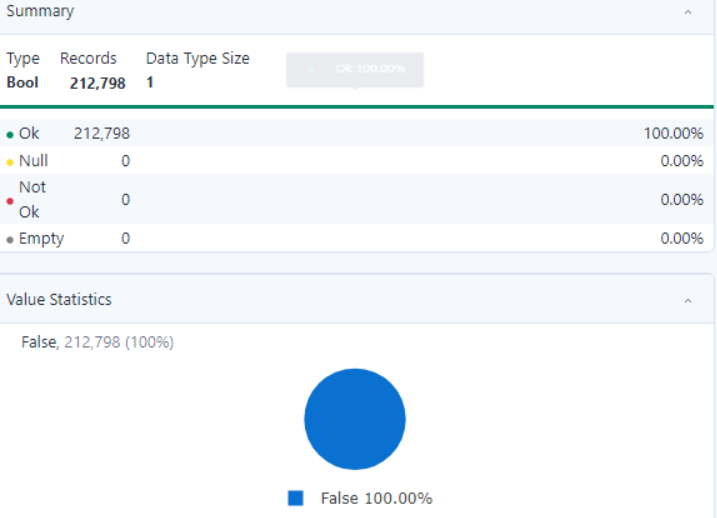 Summary
Type Records Data Type Size
Bool 212,798 1
Ok: 100.00%
Ok 212,798 100.00%
Null 0 0.00%
Not
Ok 0 0.00%
Empty 0 0.00%
Value Statistics
False, 212,798 (100%)
False 100.00%